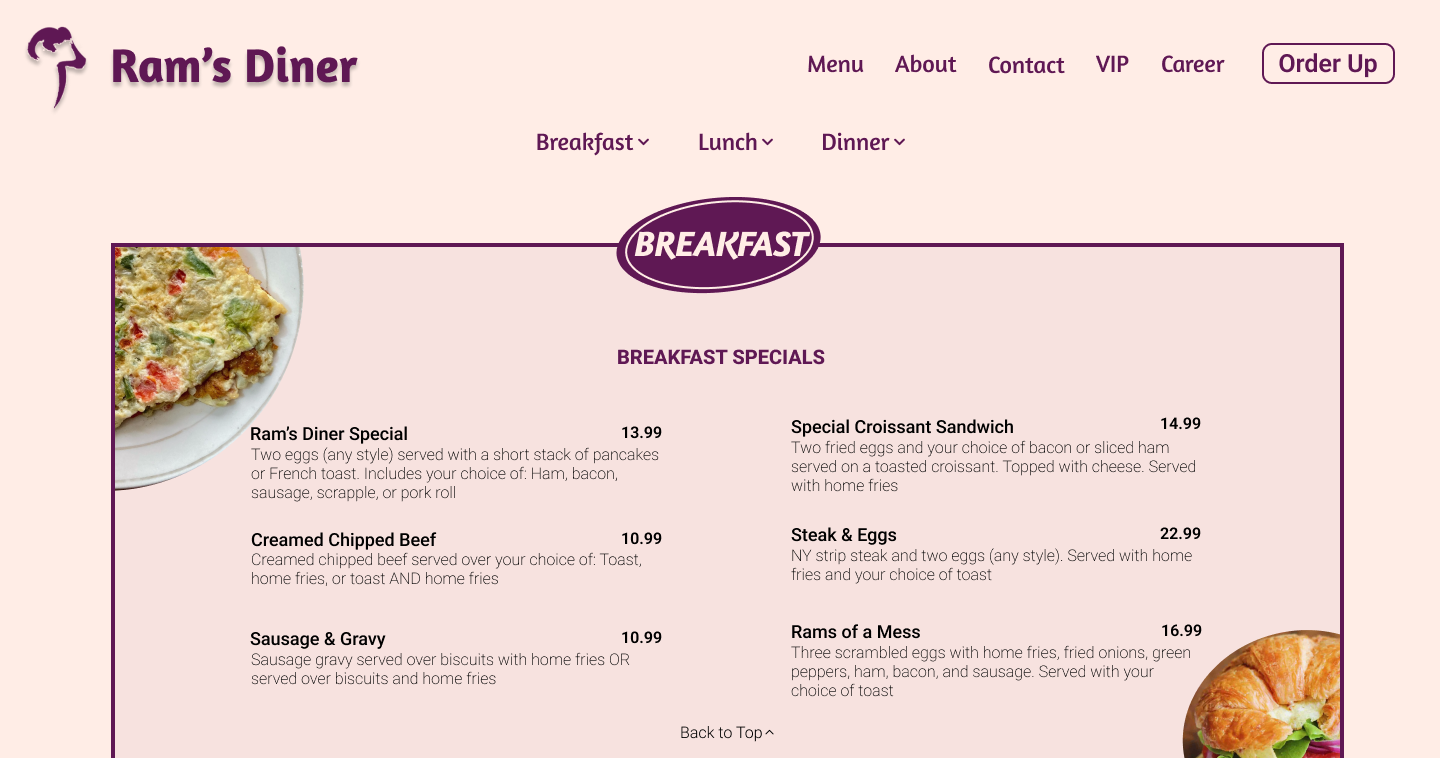 Ram’s Diner
Menu About Contact VIP Career Order Up
Breakfast Lunch Dinner
BREAKFAST
BREAKFAST SPECIALS
Ram’s Diner Special 13.99
Two eggs (any style) served with a short stack of pancakes
or French toast. Includes your choice of: Ham, bacon,
sausage, scrapple, or pork roll
Creamed Chipped Beef 10.99
Creamed chipped beef served over your choice of: Toast,
home fries, or toast AND home fries
Sausage & Gravy 10.99
Sausage gravy served over biscuits with home fries OR
served over biscuits and home fries
Special Croissant Sandwich 14.99
Two fried eggs and your choice of bacon or sliced ham
served on a toasted croissant. Topped with cheese. Served
with home fries
Steak & Eggs 22.99
NY strip steak and two eggs (any style). Served with home
fries and your choice of toast
Rams of a Mess 16.99
Three scrambled eggs with home fries, fried onions, green
peppers, ham, bacon, and sausage. Served with your
choice of toast
Back to Top